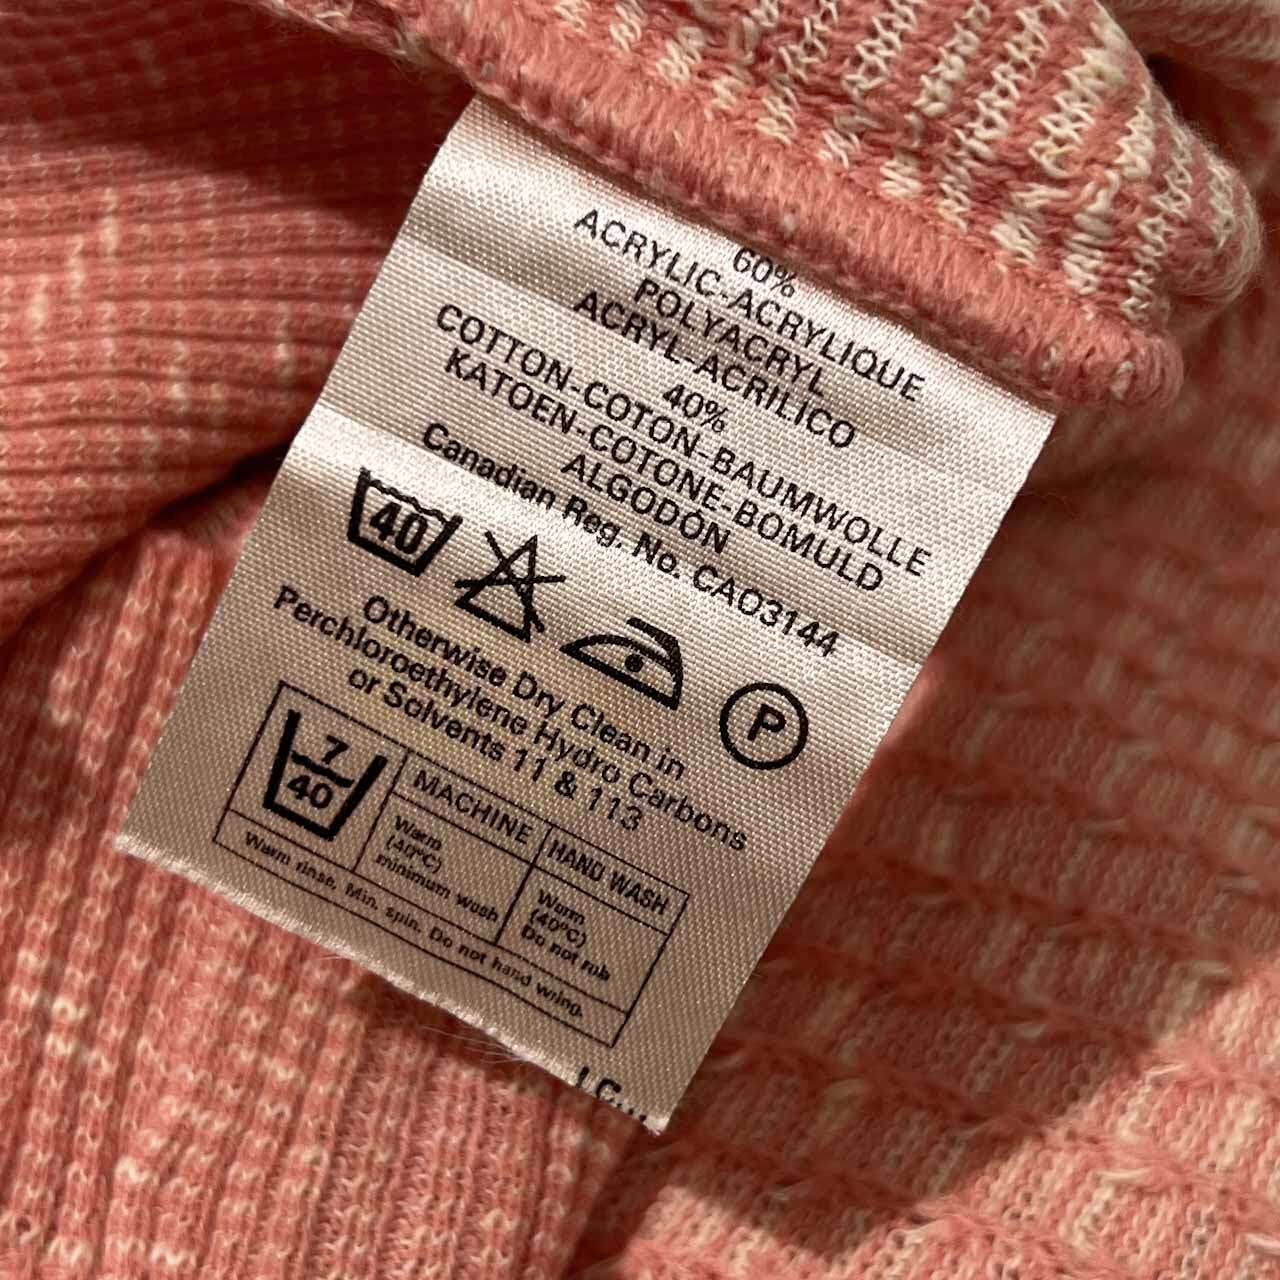 60%
ACRYLIC-ACRYLIQUE
POLYACRYL
ACRYL-ACRILICO
40%
COTTON-COTON-BAUMWOLLE
KATOEN-COTONE-BOMULD
ALGODÓN
Canadian Reg. No. CAO3144
40
P
Otherwise Dry Clean in
Perchloroethylene Hydro Carbons
or Solvents 11 & 113
7
40
MACHINE
HAND WASH
Warm
(40°C)
minimum wash
Warm
(40°C)
Do not rub
Warm rinse. Min. spin. Do not hand wring.